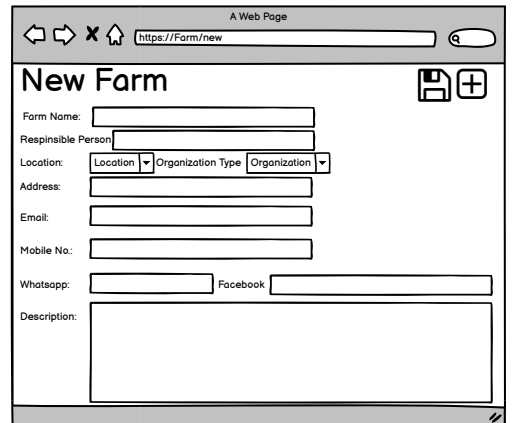 A Web Page
https://Farm/new
New Farm
Farm Name:
Respinsible Person
Location: Location Organization Type Organization
Address:
Email:
Mobile No.:
Whatsapp: Facebook
Description: